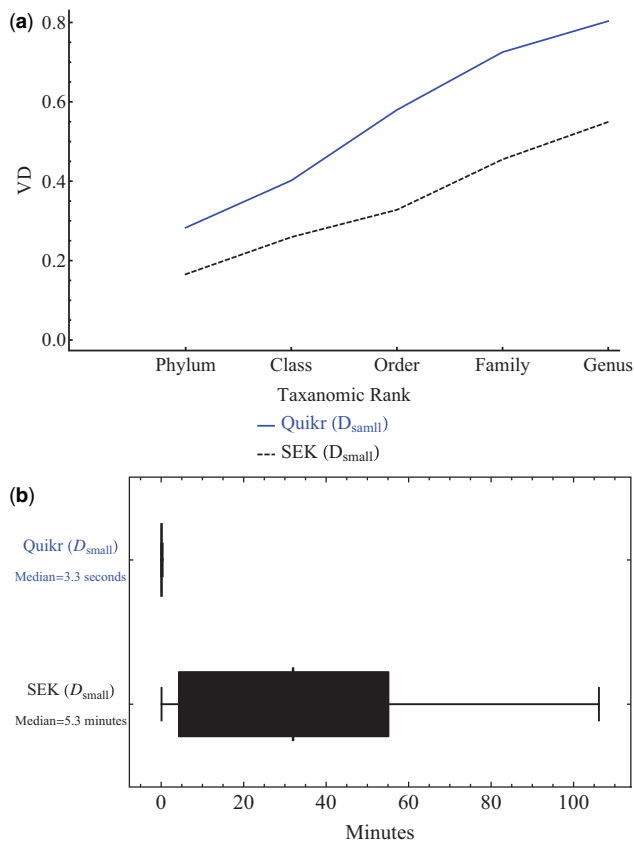 (a)
0.8
0.6
0.4
0.2
0.0
VD
Phylum Class Order Family Genus
Taxanomic Rank
Quikr (Dsamll)
SEK (Dsmall)
(b)
Quikr (Dsmall)
Median=3.3 seconds
SEK (Dsmall)
Median=5.3 minutes
0 20 40 60 80 100
Minutes